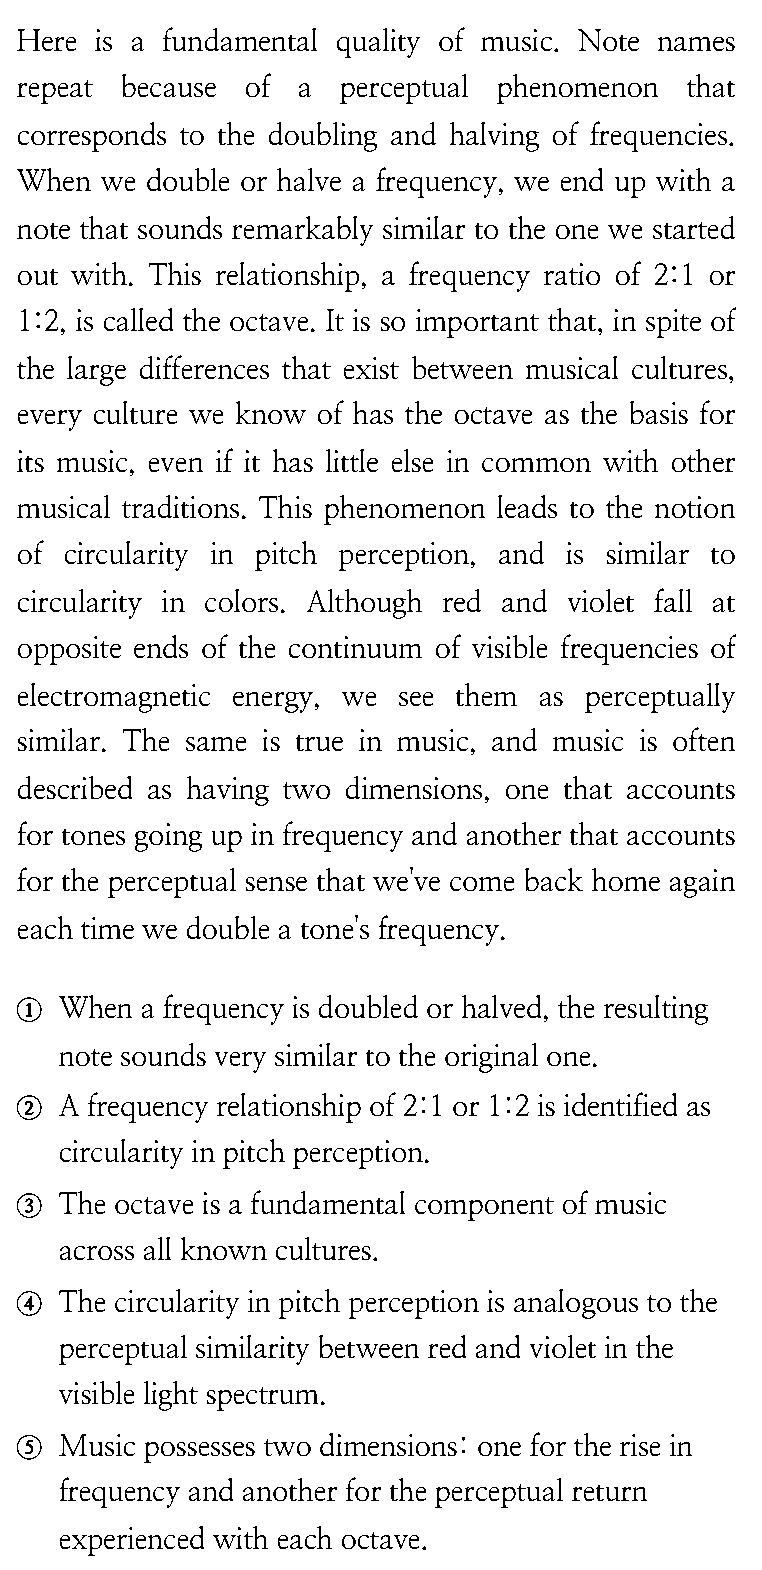 Here is a fundamental quality of music. Note names
repeat because of a perceptual phenomenon that
corresponds to the doubling and halving of frequencies.
When we double or halve a frequency, we end up with a
note that sounds remarkably similar to the one we started
out with. This relationship, a frequency ratio of 2:1 or
1:2, is called the octave. It is so important that, in spite of
the large differences that exist between musical cultures,
every culture we know of has the octave as the basis for
its music, even if it has little else in common with other
musical traditions. This phenomenon leads to the notion
of circularity in pitch perception, and is similar to
circularity in colors. Although red and violet fall at
opposite ends of the continuum of visible frequencies of
electromagnetic energy, we see them as perceptually
similar. The same is true in music, and music is often
described as having two dimensions, one that accounts
for tones going up in frequency and another that accounts
for the perceptual sense that we've come back home again
each time we double a tone's frequency.
① When a frequency is doubled or halved, the resulting
note sounds very similar to the original one.
② A frequency relationship of 2:1 or 1:2 is identified as
circularity in pitch perception.
③ The octave is a fundamental component of music
across all known cultures.
④ The circularity in pitch perception is analogous to the
perceptual similarity between red and violet in the
visible light spectrum.
⑤ Music possesses two dimensions: one for the rise in
frequency and another for the perceptual return
experienced with each octave.